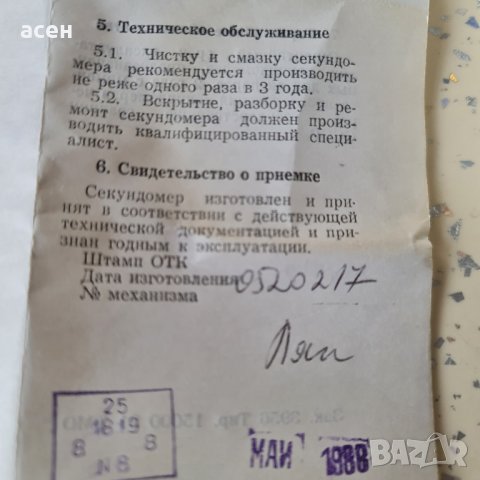 асен
5. Техническое обслуживание
5.1. Чистку и смазку секундо-
мера рекомендуется производить
не реже одного раза в 3 года.
5.2. Вскрытие, разборку и ре-
монт секундомера должен произ-
водить квалифицированный специ-
алист.
6. Свидетельство о приемке
Секундомер изготовлен и при-
нят в соответствии с действующей
технической документацией и при-
знан годным к эксплуатации.
Штамп ОТК
Дата изготовления 0520217
№ механизма
25
1819
8 8
N8
МАЙ 1988
BAZAR